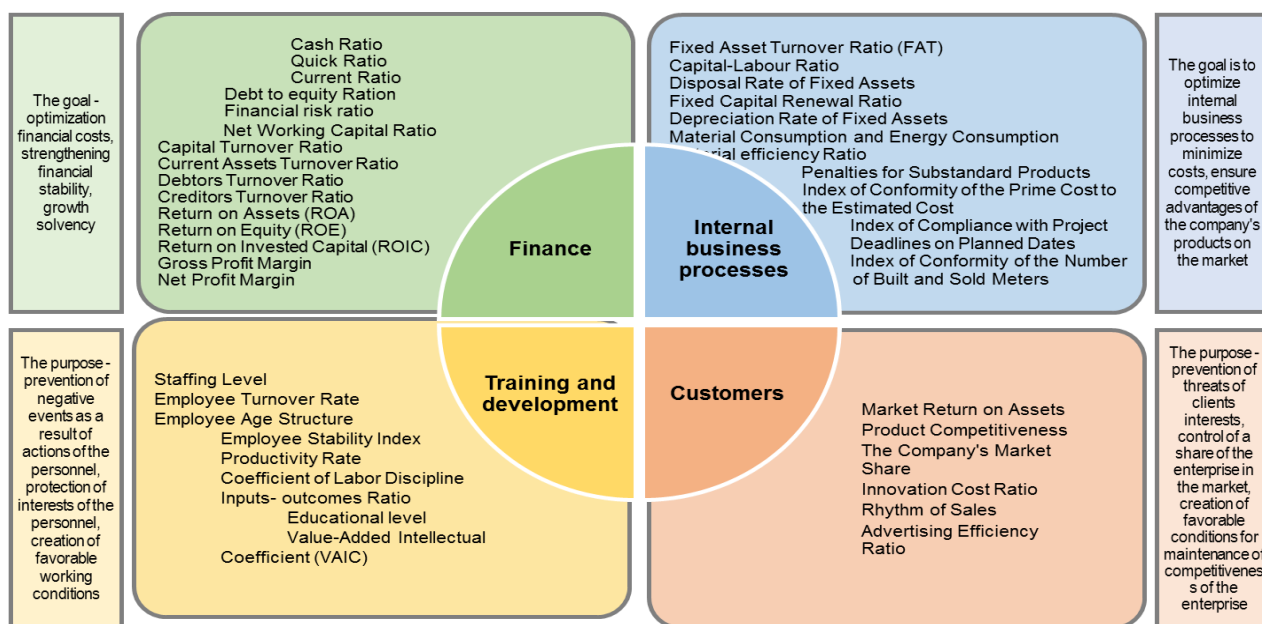 The goal -
optimization
financial costs,
strengthening
financial
stability,
growth
solvency
Cash Ratio
Quick Ratio
Current Ratio
Debt to equity Ration
Financial risk ratio
Net Working Capital Ratio
Capital Turnover Ratio
Current Assets Turnover Ratio
Debtors Turnover Ratio
Creditors Turnover Ratio
Return on Assets (ROA)
Return on Equity (ROE)
Return on Invested Capital (ROIC)
Gross Profit Margin
Net Profit Margin
Finance
Fixed Asset Turnover Ratio (FAT)
Capital-Labour Ratio
Disposal Rate of Fixed Assets
Fixed Capital Renewal Ratio
Depreciation Rate of Fixed Assets
Material Consumption and Energy Consumption
efficiency Ratio
Penalties for Substandard Products
Index of Conformity of the Prime Cost to
the Estimated Cost
Index of Compliance with Project
Deadlines on Planned Dates
Index of Conformity of the Number
of Built and Sold Meters
Internal
business
processes
The goal is to
optimize
internal
business
processes to
minimize
costs, ensure
competitive
advantages of
the company's
products on
the market
The purpose -
prevention of
negative
events as a
result of
actions of the
personnel,
protection of
interests of the
personnel,
creation of
favorable
working
conditions
Staffing Level
Employee Turnover Rate
Employee Age Structure
Employee Stability Index
Productivity Rate
Coefficient of Labor Discipline
Inputs- outcomes Ratio
Educational level
Value-Added Intellectual
Coefficient (VAIC)
Training and
development
Customers
Market Return on Assets
Product Competitiveness
The Company's Market
Share
Innovation Cost Ratio
Rhythm of Sales
Advertising Efficiency
Ratio
The purpose -
prevention of
threats of
clients
interests,
control of a
share of the
enterprise in
the market,
creation of
favorable
conditions for
maintenance of
competitivenes
s of the
enterprise